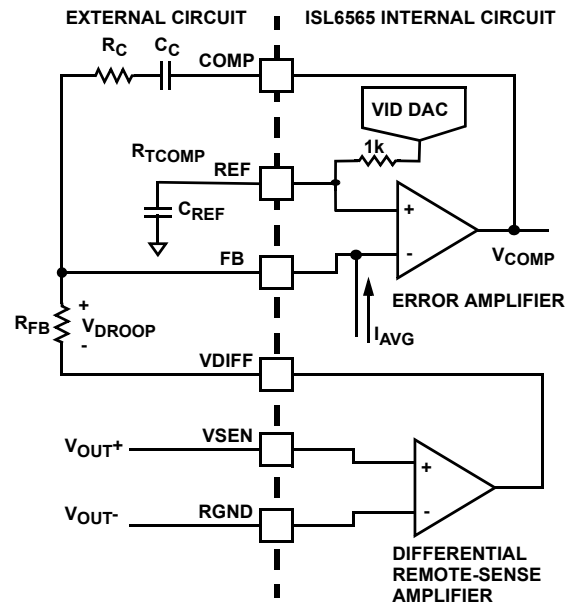 EXTERNAL CIRCUIT
ISL6565 INTERNAL CIRCUIT
RC
CC
COMP
VID DAC
1k
RTCOMP
REF
CREF
+
-
VCOMP
FB
ERROR AMPLIFIER
IAVG
RFB
+
VDROOP
-
VDIFF
VOUT+
VSEN
+
VOUT-
RGND
-
DIFFERENTIAL
REMOTE-SENSE
AMPLIFIER